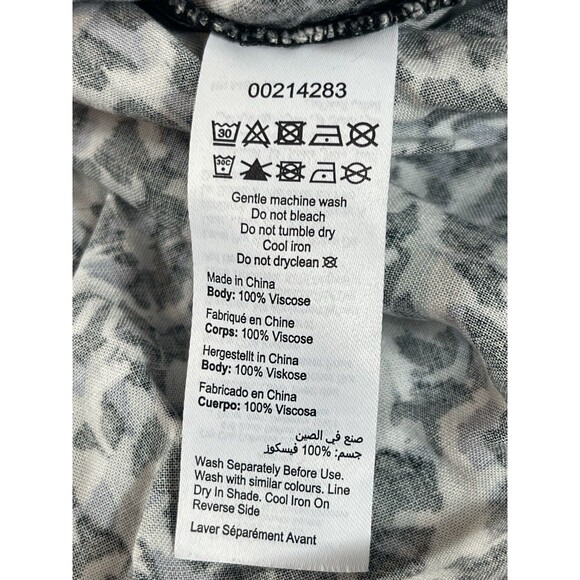 00214283
30
30C
Gentle machine wash
Do not bleach
Do not tumble dry
Cool iron
Do not dryclean
Made in China
Body: 100% Viscose
Fabriqué en Chine
Corps: 100% Viscose
Hergestellt in China
Body: 100% Viskose
Fabricado en China
Cuerpo: 100% Viscosa
صنع في الصين
جسم: 100% فيسكوز
Wash Separately Before Use.
Wash with similar colours. Line
Dry In Shade. Cool Iron On
Reverse Side
Laver Séparément Avant